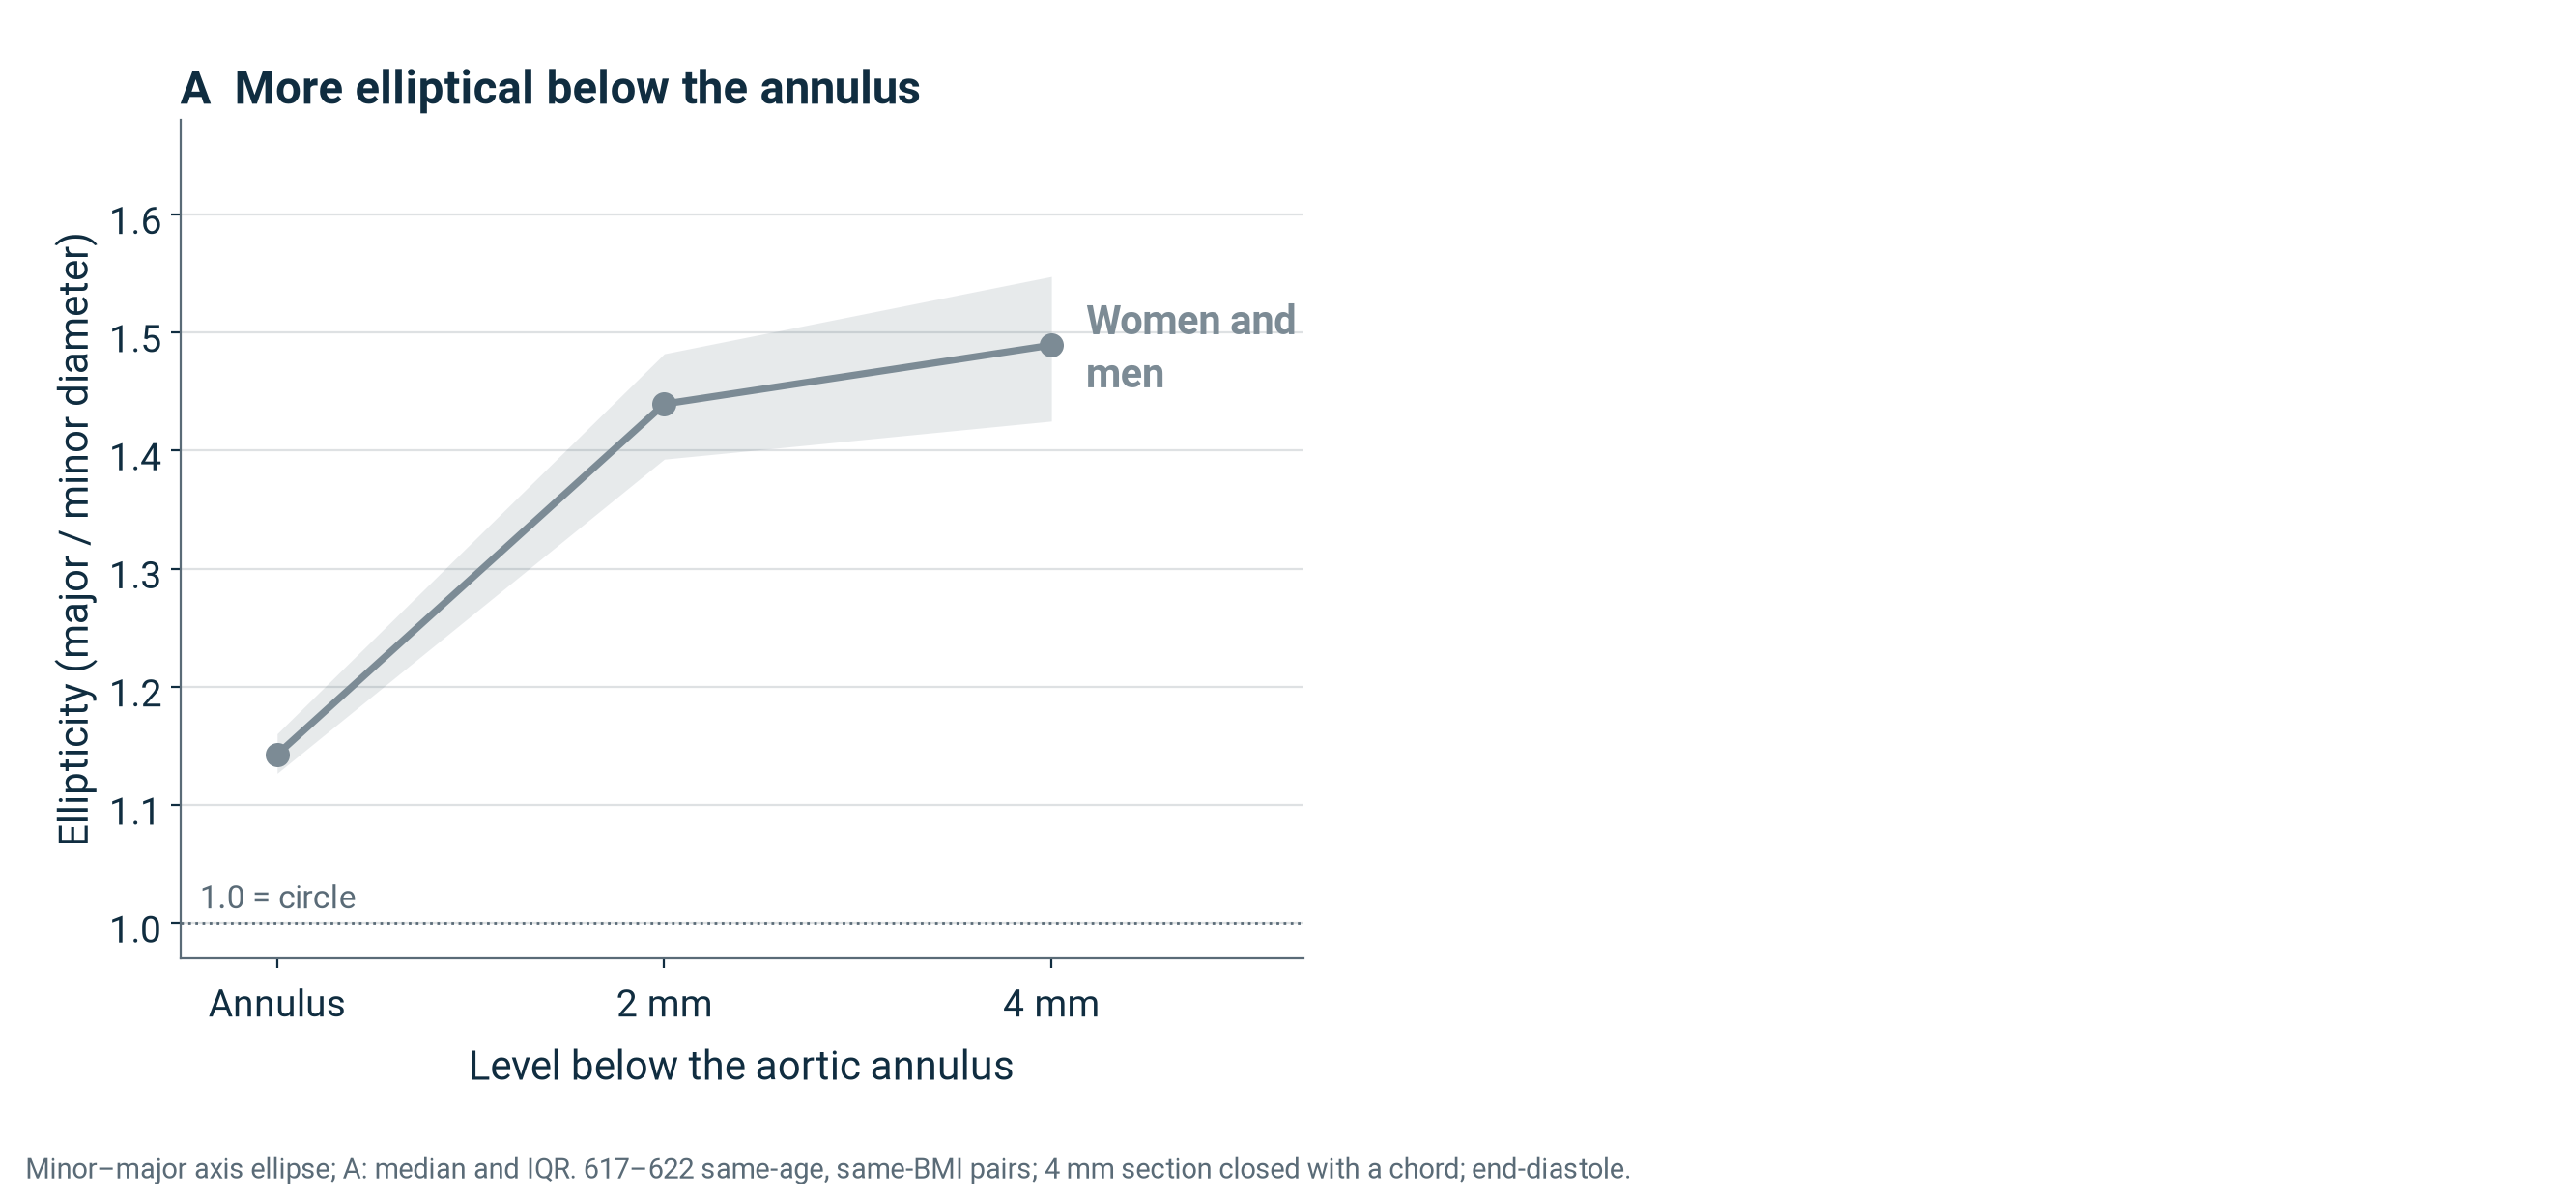 A  More elliptical below the annulus
Ellipticity (major / minor diameter)
1.6
1.5
1.4
1.3
1.2
1.1
1.0
Women and
men
1.0 = circle
Annulus
2 mm
4 mm
Level below the aortic annulus
Minor–major axis ellipse; A: median and IQR. 617–622 same-age, same-BMI pairs; 4 mm section closed with a chord; end-diastole.